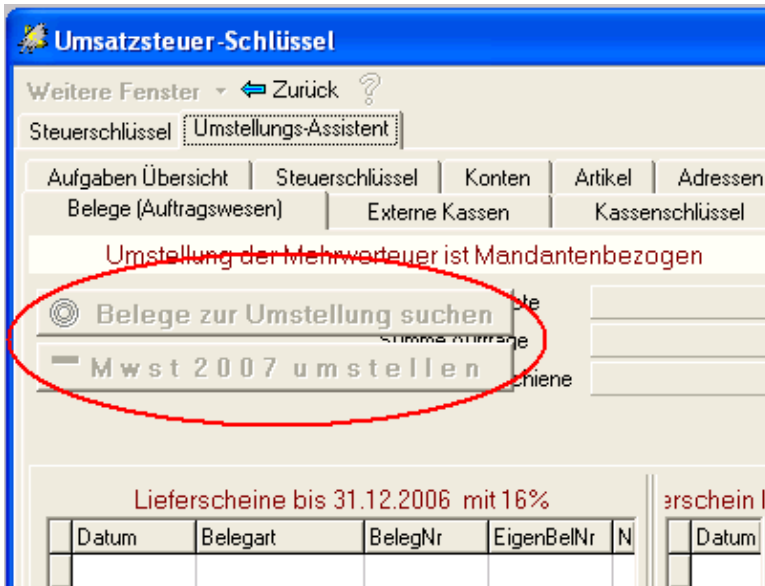 Umsatzsteuer-Schlüssel
Weitere Fenster Zurück ?
Steuerschlüssel Umstellungs-Assistent
Aufgaben Übersicht Steuerschlüssel Konten Artikel Adressen
Belege (Auftragswesen) Externe Kassen Kassenschlüssel
Umstellung der Mehrwerteuer ist Mandantenbezogen
Belege zur Umstellung suchen
Mwst 2007 umstellen
Lieferscheine bis 31.12.2006 mit 16% erschein
Datum Belegart BelegNr EigenBelNr N Datum